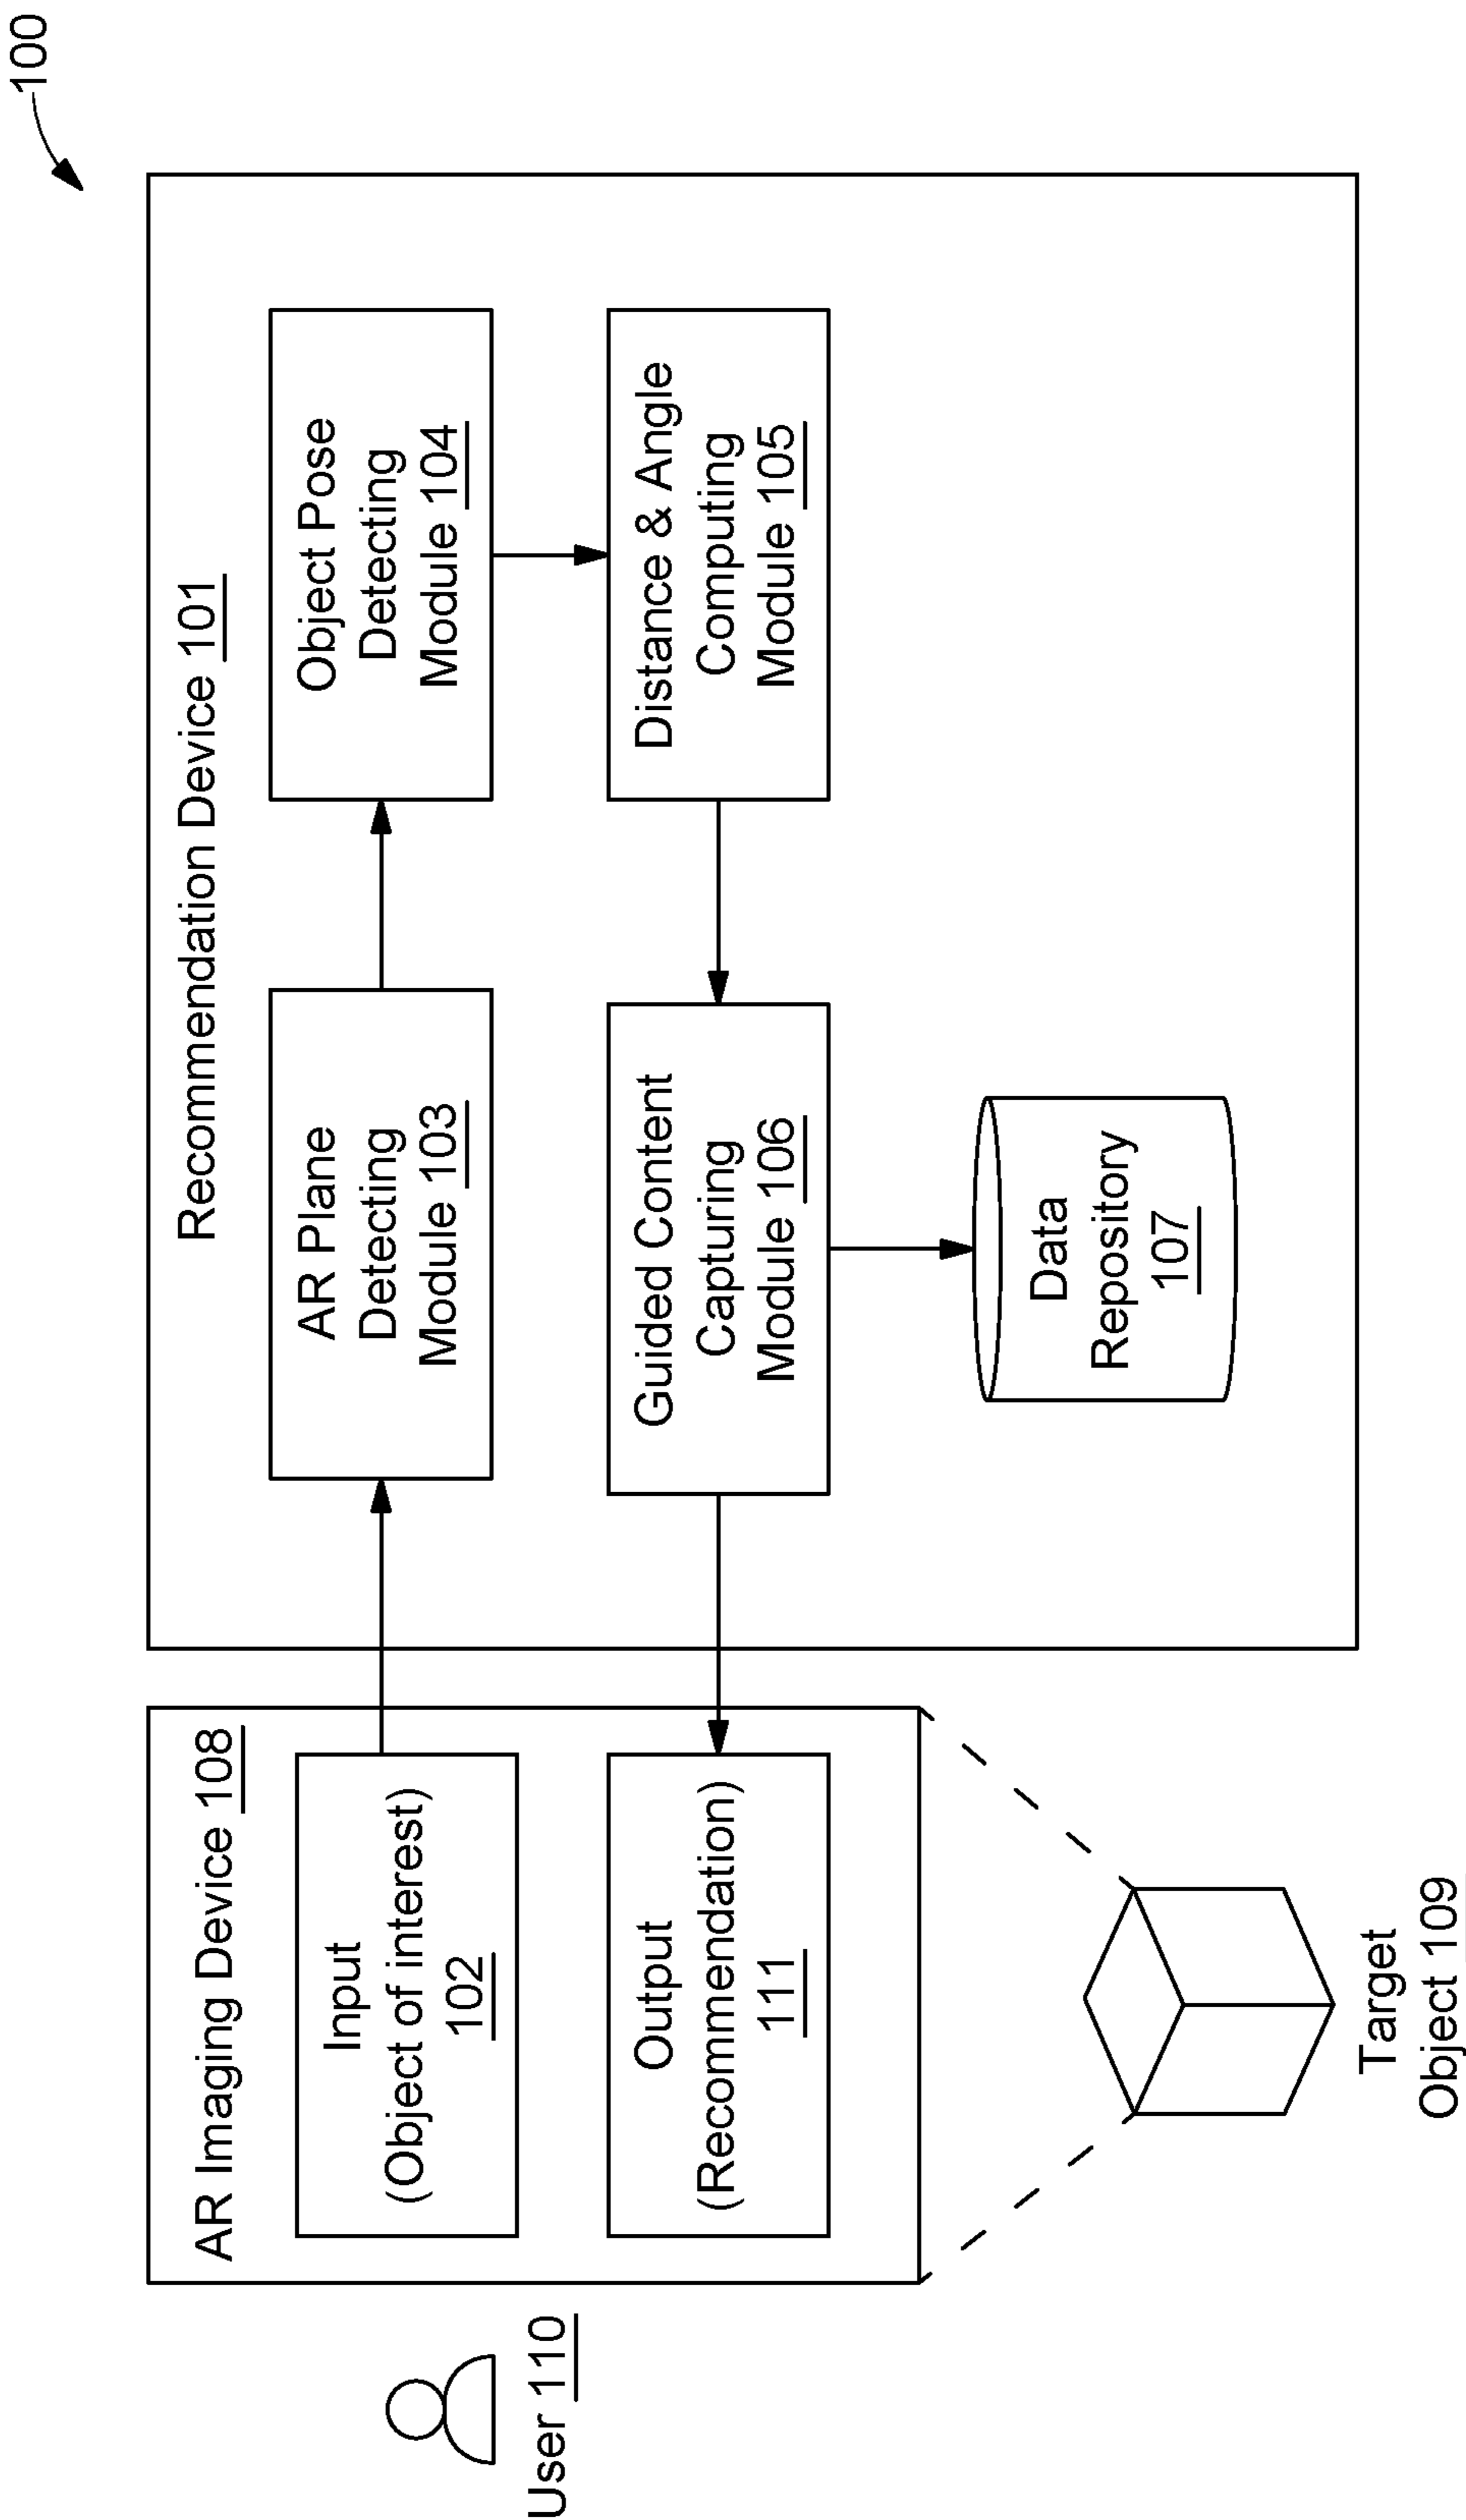 100
Recommendation Device 101
AR Imaging Device 108
Input
(Object of interest)
102
AR Plane
Detecting
Module 103
Object Pose
Detecting
Module 104
User 110
Output
(Recommendation)
111
Guided Content
Capturing
Module 106
Distance & Angle
Computing
Module 105
Data
Repository
107
Target
Object 109